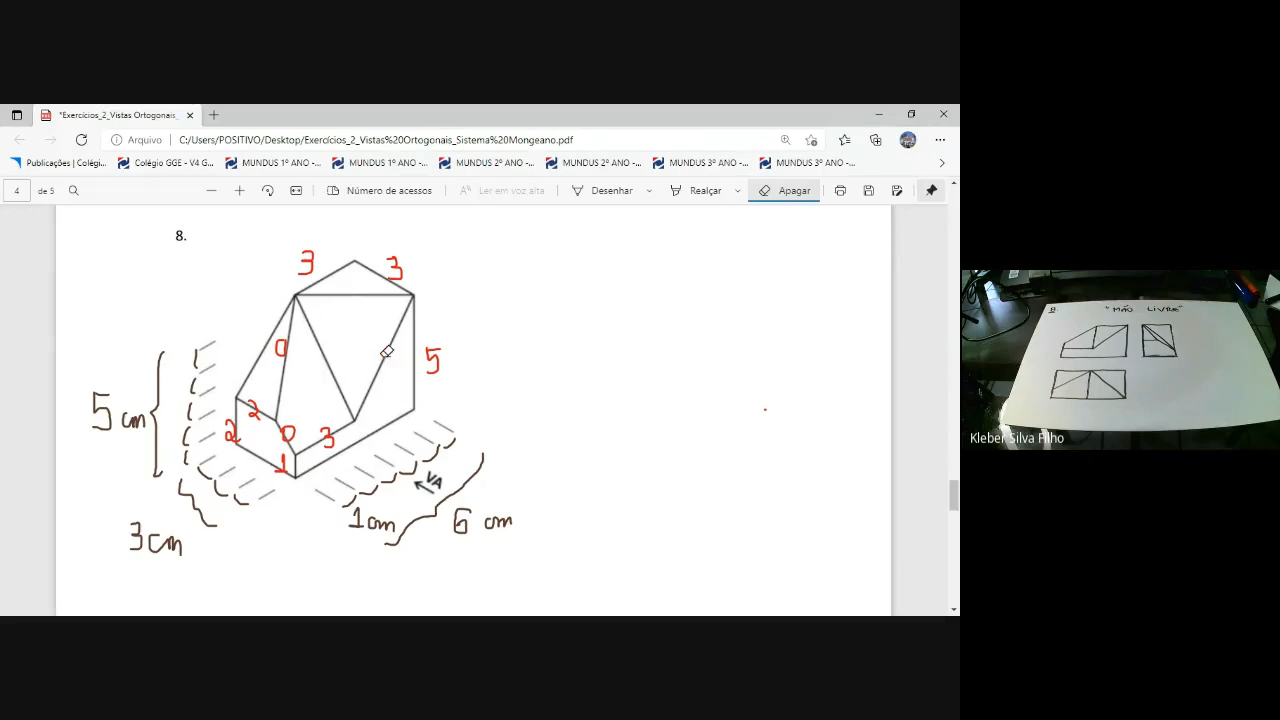 *Exercícios_2_Vistas Ortogonais_
Arquivo C:/Users/POSITIVO/Desktop/Exercícios_2_Vistas%20Ortogonais_Sistema%20Mongeano.pdf
Publicações | Colégi... Colégio GGE - V4 G... MUNDUS 1º ANO -... MUNDUS 1º ANO -... MUNDUS 2º ANO -... MUNDUS 2º ANO -... MUNDUS 3º ANO -... MUNDUS 3º ANO -...
4 de 5 Número de acessos Ler em voz alta Desenhar Realçar Apagar
8.
3 3
0
5
5 cm
2
2 0 3
1
VA
1cm 6 cm
3cm
8. "MÃO LIVRE"
Kleber Silva Filho